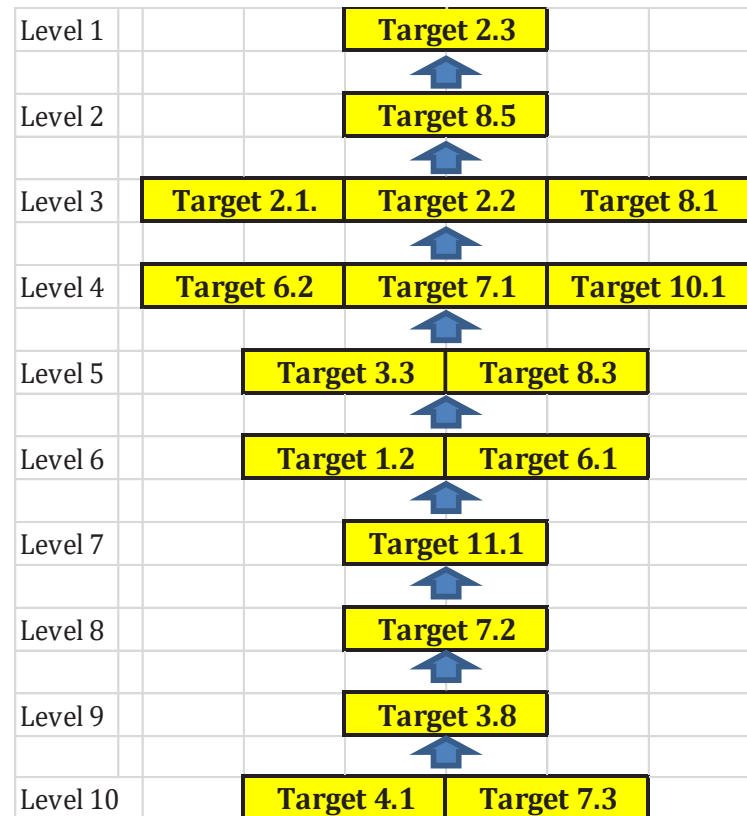 Level 1 Target 2.3
Level 2 Target 8.5
Level 3 Target 2.1. Target 2.2 Target 8.1
Level 4 Target 6.2 Target 7.1 Target 10.1
Level 5 Target 3.3 Target 8.3
Level 6 Target 1.2 Target 6.1
Level 7 Target 11.1
Level 8 Target 7.2
Level 9 Target 3.8
Level 10 Target 4.1 Target 7.3